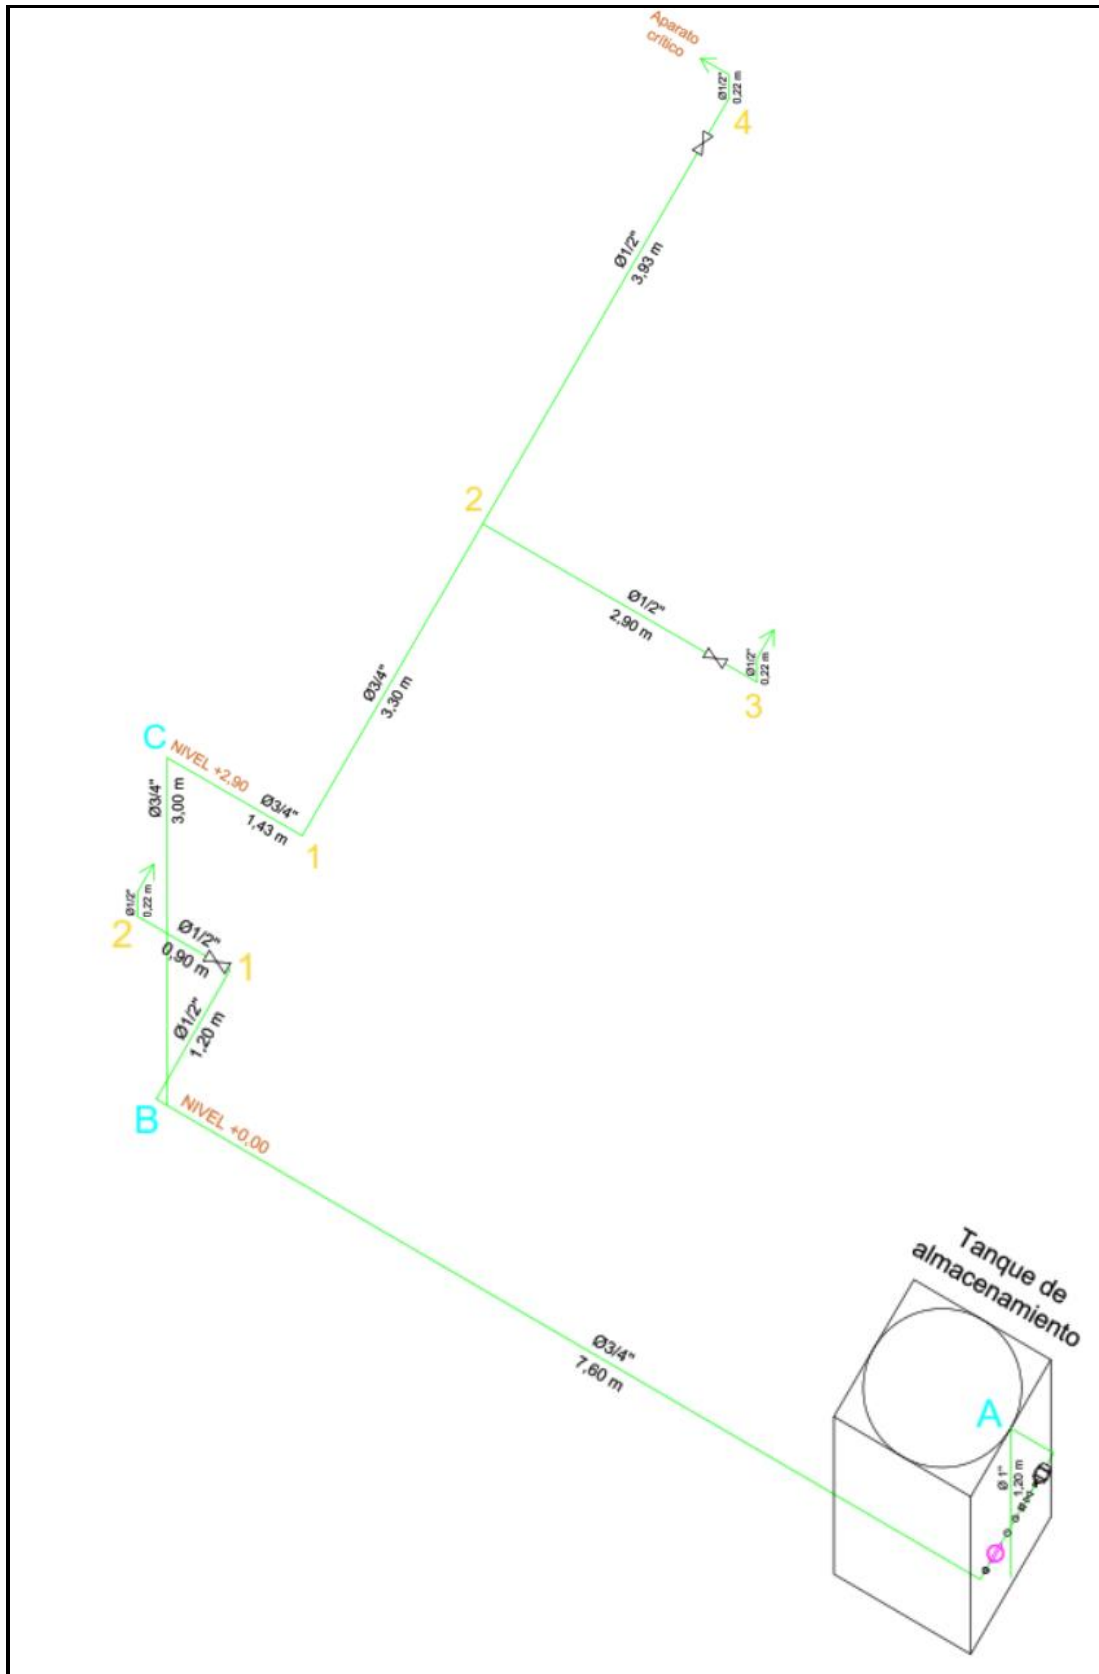 Aparato
crítico
Ø1/2"
0,22 m
4
Ø1/2"
3,93 m
2
Ø1/2"
2,90 m
Ø1/2"
0,22 m
3
Ø3/4"
3,30 m
C
NIVEL +2,90
Ø3/4"
1,43 m
1
Ø3/4"
3,00 m
Ø1/2"
0,22 m
2
Ø1/2"
0,90 m
1
Ø1/2"
1,20 m
B
NIVEL +0,00
Ø3/4"
7,60 m
Tanque de
almacenamiento
A
Ø 1"
1,20 m